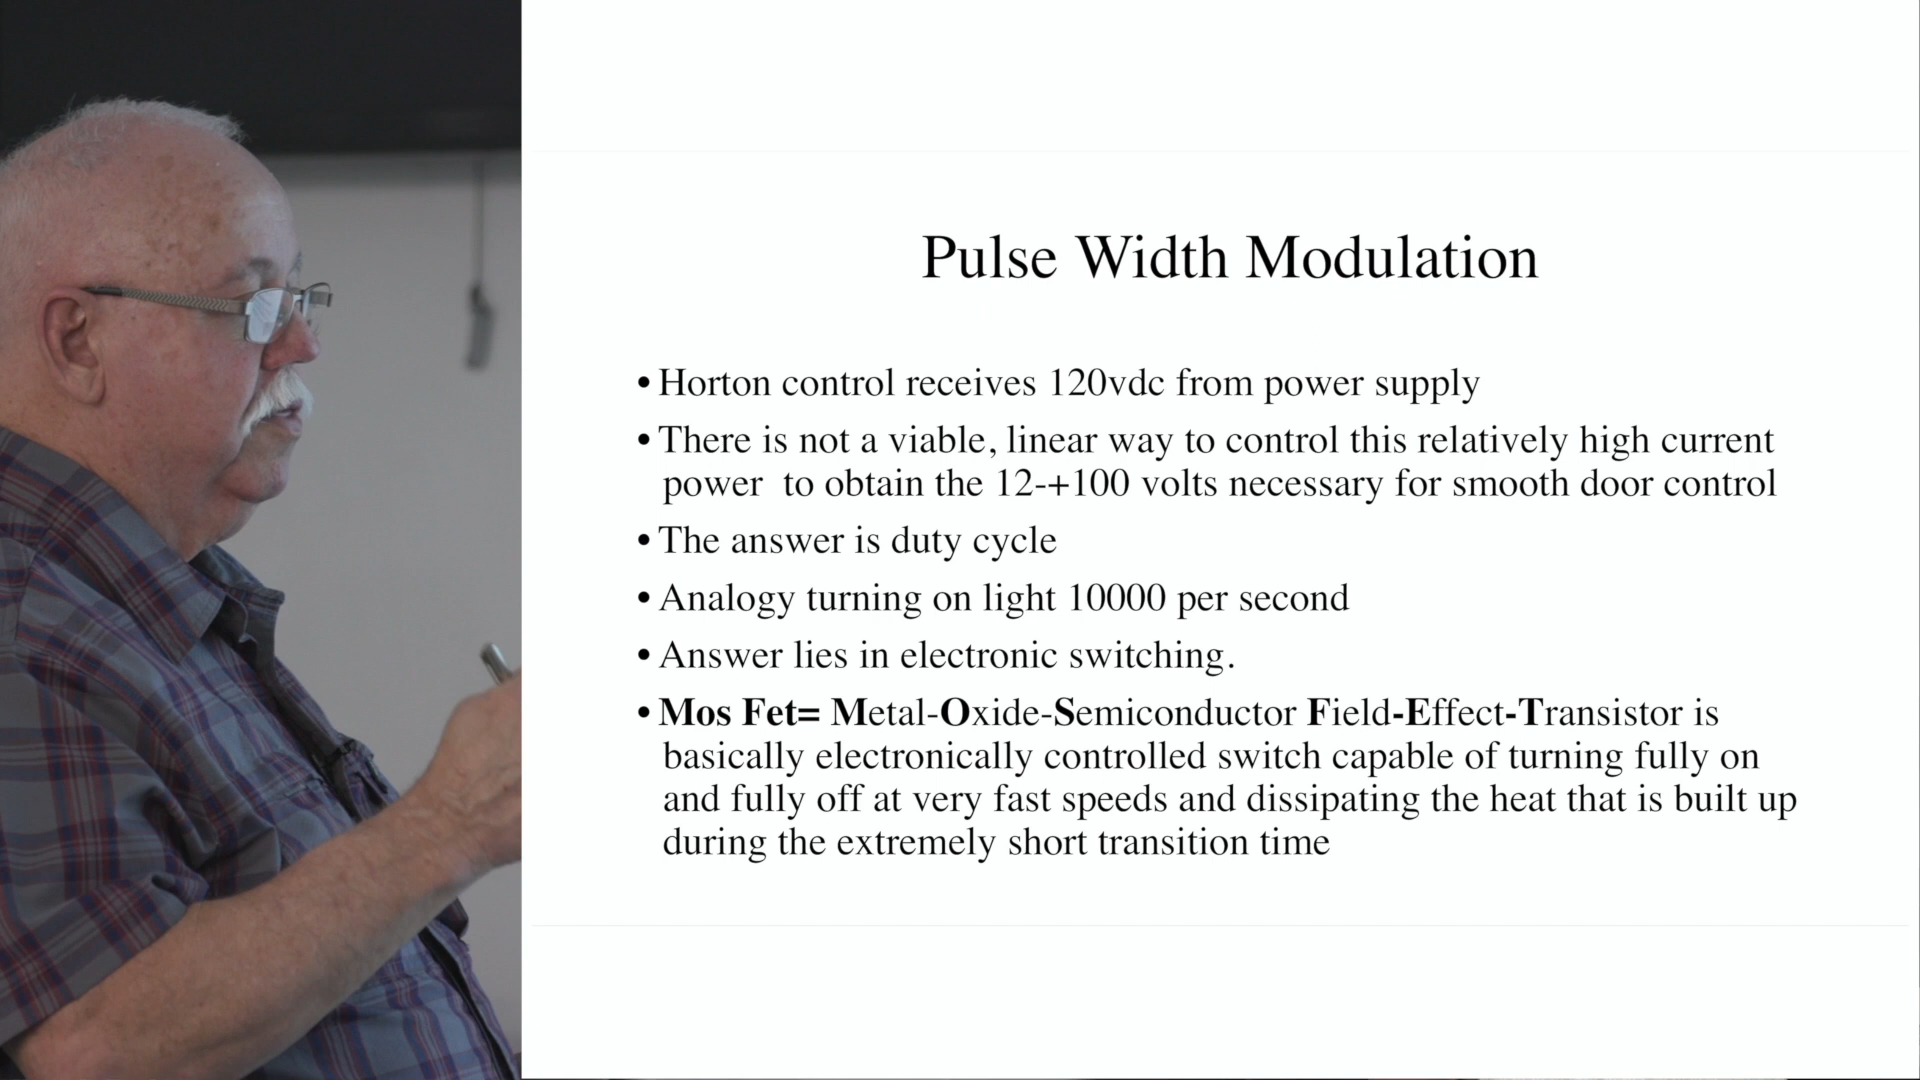 Pulse Width Modulation
• Horton control receives 120vdc from power supply
• There is not a viable, linear way to control this relatively high current
power  to obtain the 12-+100 volts necessary for smooth door control
• The answer is duty cycle
• Analogy turning on light 10000 per second
• Answer lies in electronic switching.
• Mos Fet= Metal-Oxide-Semiconductor Field-Effect-Transistor is
basically electronically controlled switch capable of turning fully on
and fully off at very fast speeds and dissipating the heat that is built up
during the extremely short transition time